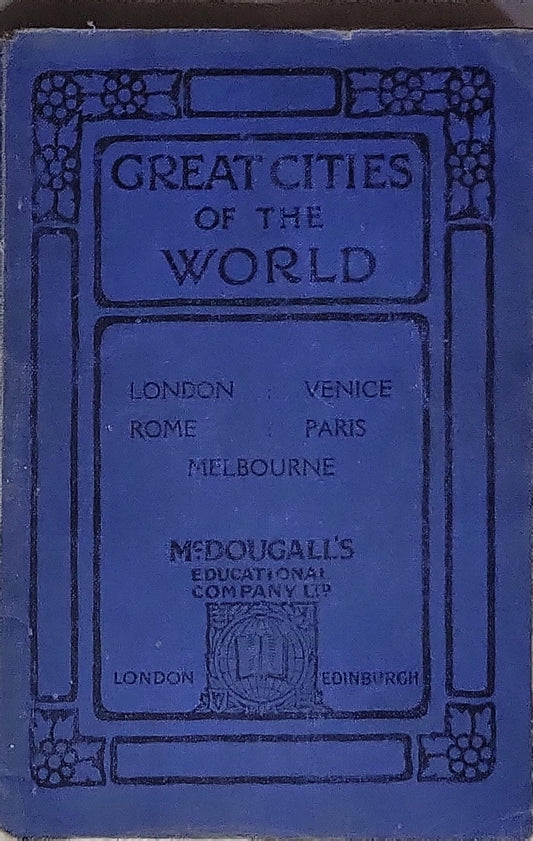 GREAT CITIES
OF THE
WORLD
LONDON : VENICE
ROME : PARIS
MELBOURNE
McDOUGALL'S
EDUCATIONAL
COMPANY LTD
LONDON EDINBURGH